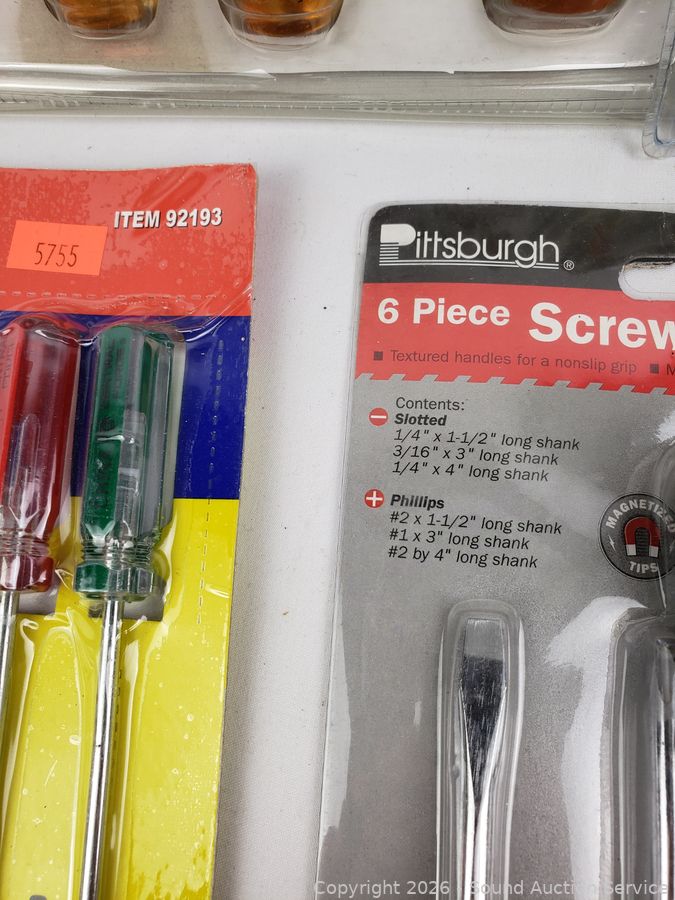 ITEM 92193
5755
Pittsburgh®
6 Piece Screw
■ Textured handles for a nonslip grip ■ M
Contents:
Slotted
1/4" x 1-1/2" long shank
3/16" x 3" long shank
1/4" x 4" long shank
Phillips
#2 x 1-1/2" long shank
#1 x 3" long shank
#2 by 4" long shank
MAGNETIZED
TIPS
Copyright 2026 - Sound Auction Service